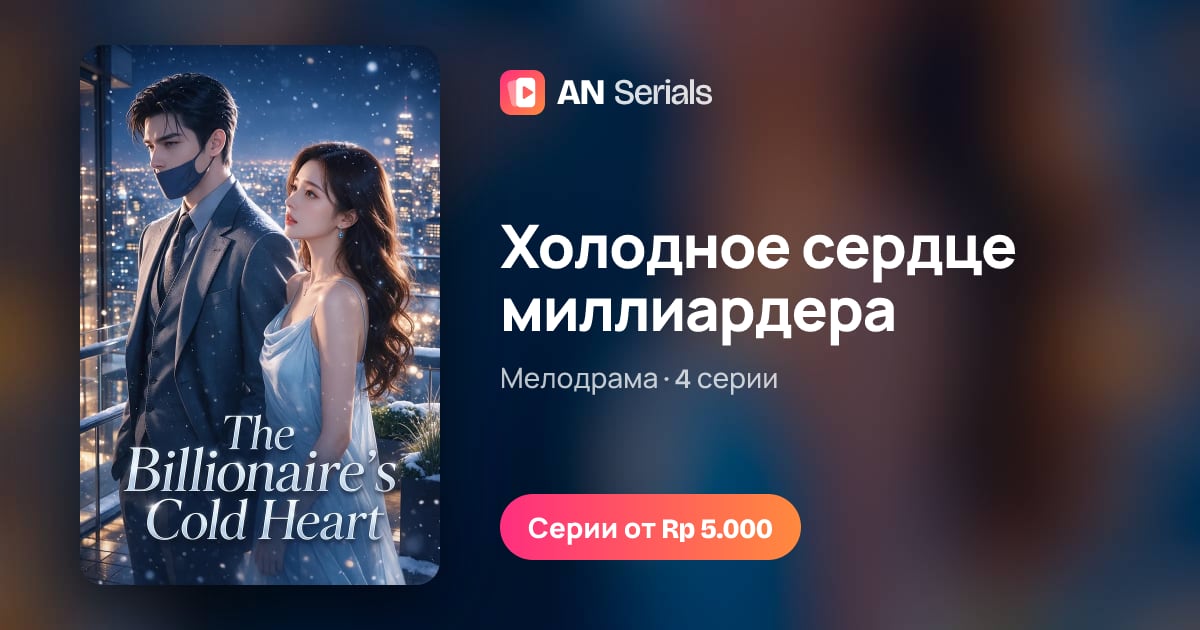 The
Billionaire's
Cold Heart
AN Serials
Холодное сердце
миллиардера
Мелодрама · 4 серии
Серии от Rp 5.000